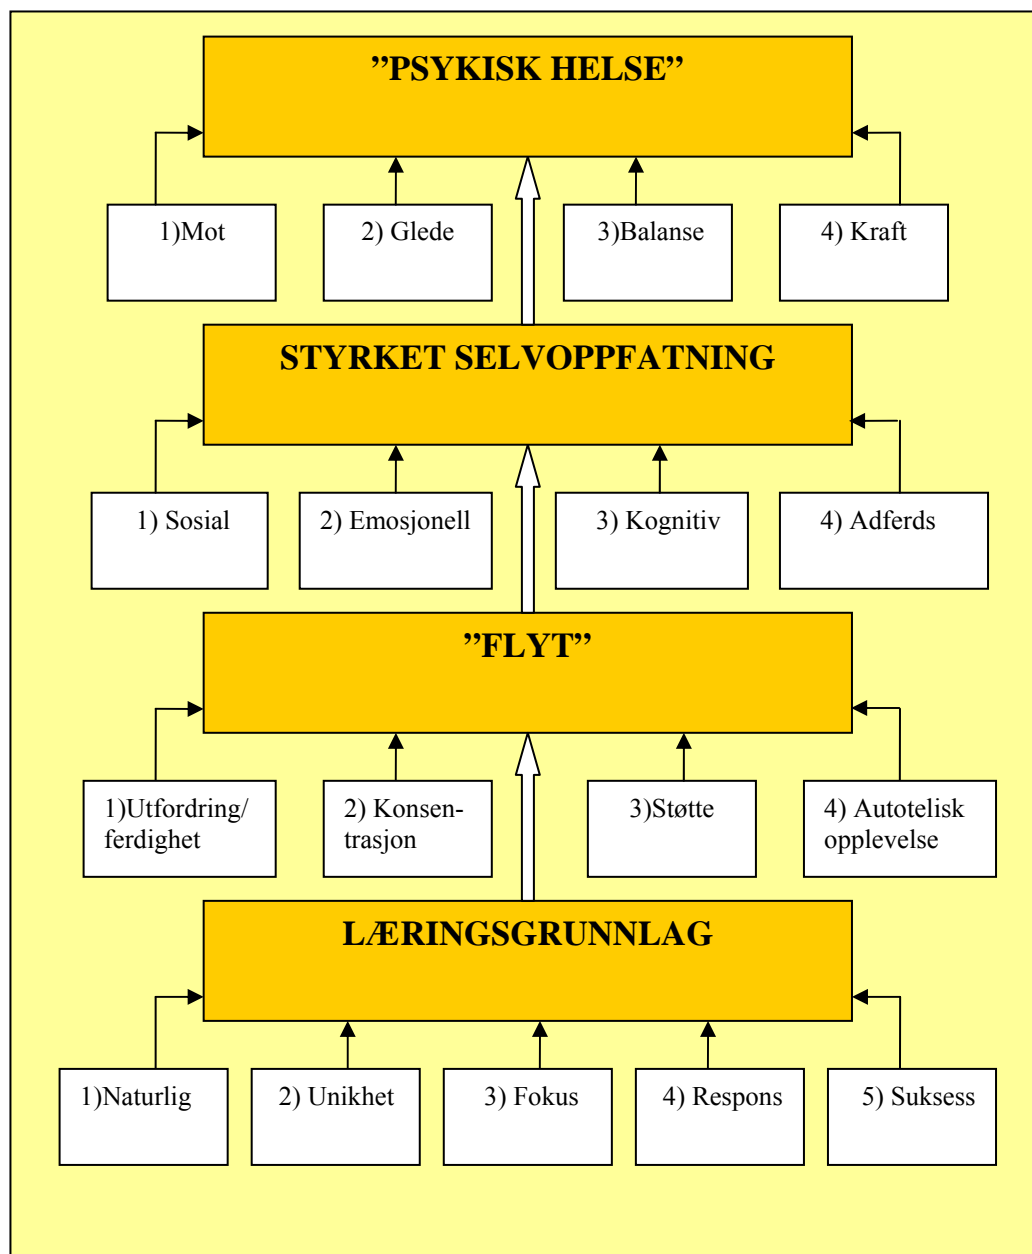 ”PSYKISK HELSE”
1)Mot
2) Glede
3)Balanse
4) Kraft
STYRKET SELVOPPFATNING
1) Sosial
2) Emosjonell
3) Kognitiv
4) Adferds
”FLYT”
1)Utfordring/
ferdighet
2) Konsen-
trasjon
3)Støtte
4) Autotelisk
opplevelse
LÆRINGSGRUNNLAG
1)Naturlig
2) Unikhet
3) Fokus
4) Respons
5) Suksess